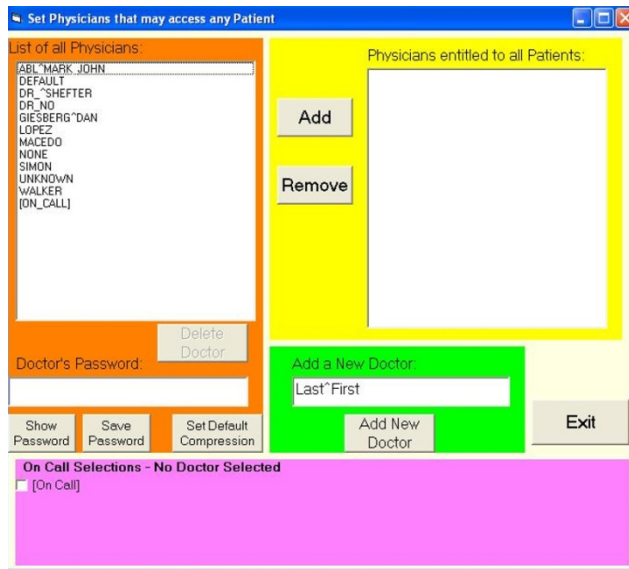 Set Physicians that may access any Patient
List of all Physicians:
ABL^MARK JOHN
DEFAULT
DR_^SHEFTER
DR_NO
GIESBERG^DAN
LOPEZ
MACEDO
NONE
SIMON
UNKNOWN
WALKER
[ON_CALL]
Delete
Doctor
Doctor's Password:
Show
Password
Save
Password
Set Default
Compression
Physicians entitled to all Patients:
Add
Remove
Add a New Doctor:
Last^First
Add New
Doctor
Exit
On Call Selections - No Doctor Selected
[On Call]